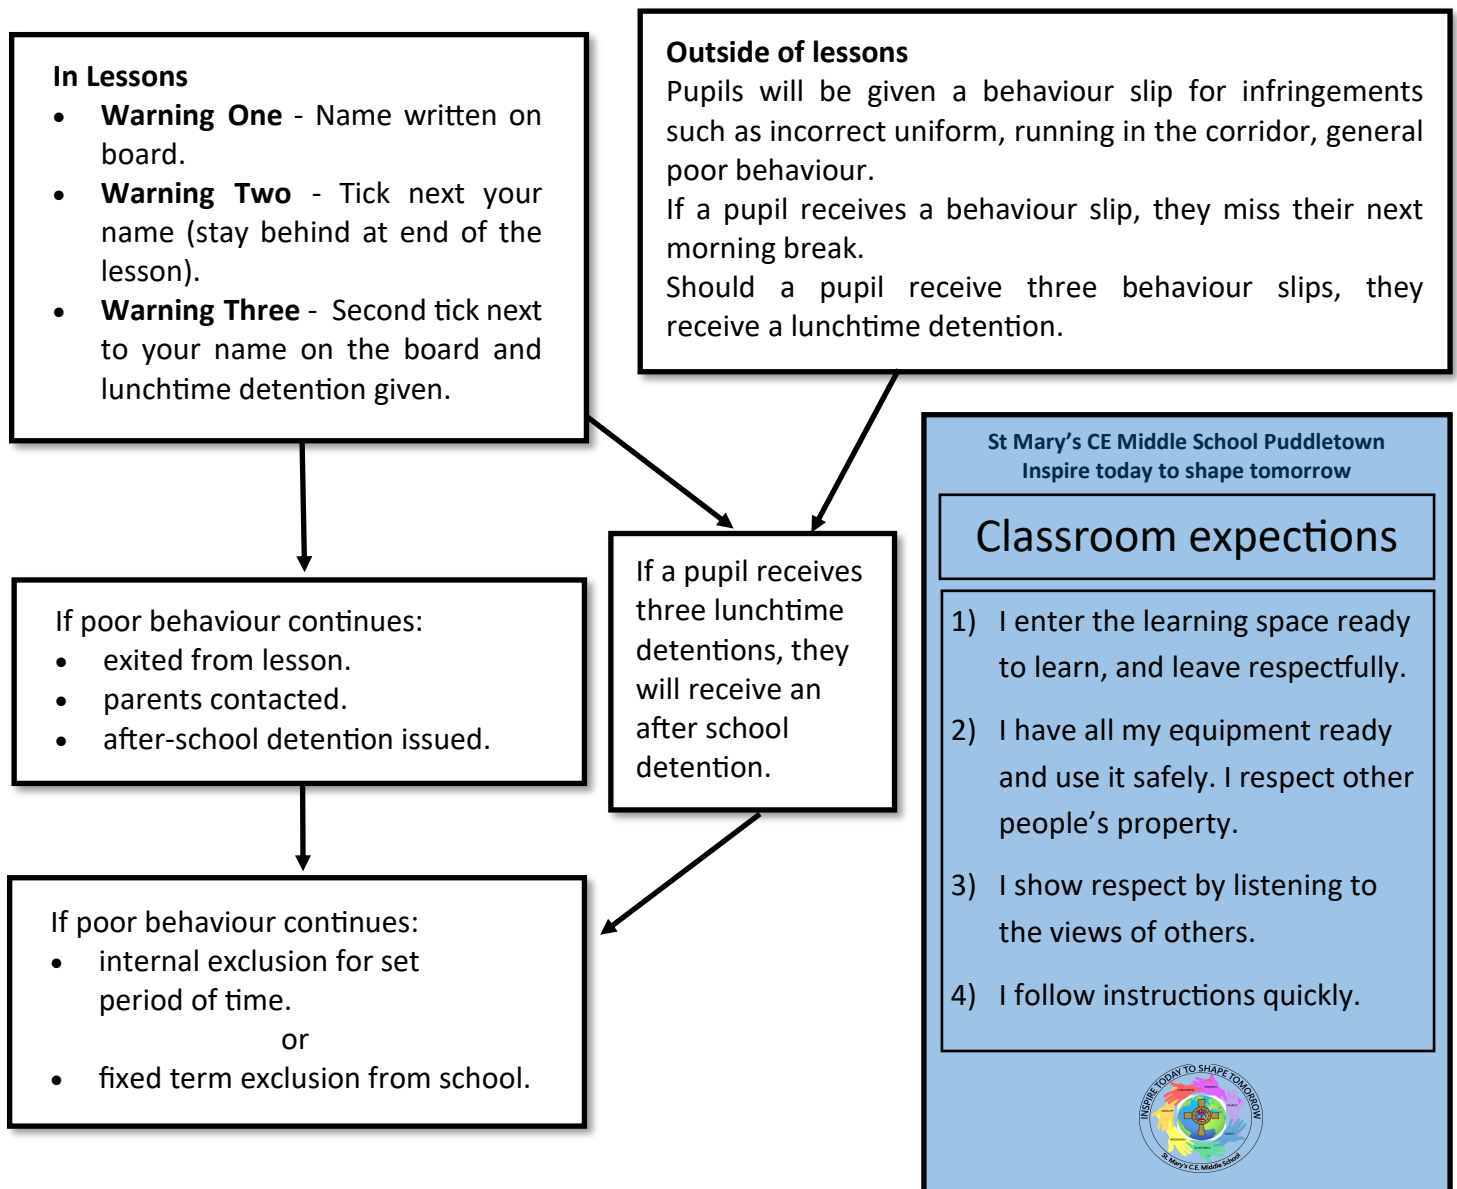 In Lessons
• Warning One - Name written on
board.
• Warning Two - Tick next your
name (stay behind at end of the
lesson).
• Warning Three - Second tick next
to your name on the board and
lunchtime detention given.
Outside of lessons
Pupils will be given a behaviour slip for infringements
such as incorrect uniform, running in the corridor, general
poor behaviour.
If a pupil receives a behaviour slip, they miss their next
morning break.
Should a pupil receive three behaviour slips, they
receive a lunchtime detention.
If poor behaviour continues:
• exited from lesson.
• parents contacted.
• after-school detention issued.
If a pupil receives
three lunchtime
detentions, they
will receive an
after school
detention.
If poor behaviour continues:
• internal exclusion for set
period of time.
or
• fixed term exclusion from school.
St Mary's CE Middle School Puddletown
Inspire today to shape tomorrow
Classroom expections
1) I enter the learning space ready
to learn, and leave respectfully.
2) I have all my equipment ready
and use it safely. I respect other
people's property.
3) I show respect by listening to
the views of others.
4) I follow instructions quickly.
INSPIRE TODAY TO SHAPE TOMORROW
St. Mary's C.E. Middle School